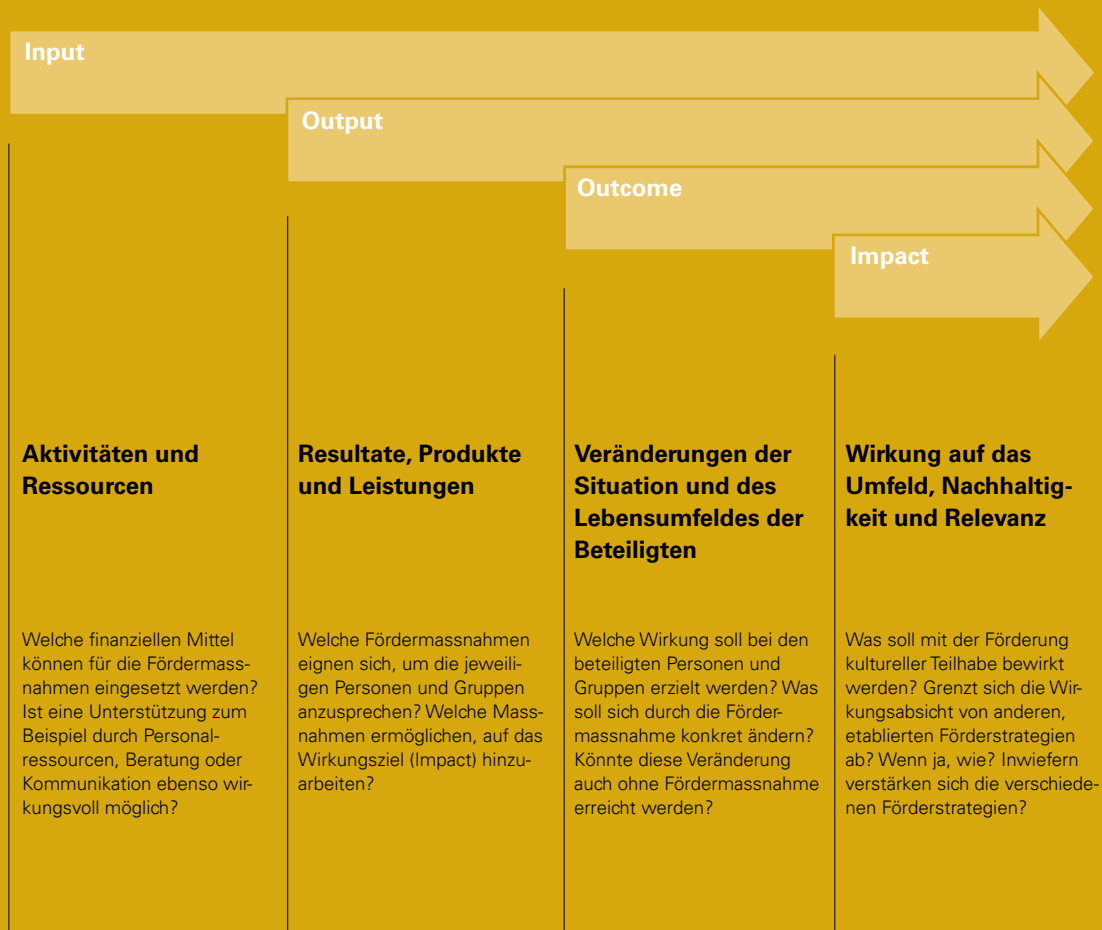 Input
Output
Outcome
Impact
Aktivitäten und
Ressourcen
Welche finanziellen Mittel
können für die Fördermass-
nahmen eingesetzt werden?
Ist eine Unterstützung zum
Beispiel durch Personal-
ressourcen, Beratung oder
Kommunikation ebenso wir-
kungsvoll möglich?
Resultate, Produkte
und Leistungen
Welche Fördermassnahmen
eignen sich, um die jeweili-
gen Personen und Gruppen
anzusprechen? Welche Mass-
nahmen ermöglichen, auf das
Wirkungsziel (Impact) hinzu-
arbeiten?
Veränderungen der
Situation und des
Lebensumfeldes der
Beteiligten
Welche Wirkung soll bei den
beteiligten Personen und
Gruppen erzielt werden? Was
soll sich durch die Förder-
massnahme konkret ändern?
Könnte diese Veränderung
auch ohne Fördermassnahme
erreicht werden?
Wirkung auf das
Umfeld, Nachhaltig-
keit und Relevanz
Was soll mit der Förderung
kultureller Teilhabe bewirkt
werden? Grenzt sich die Wir-
kungsabsicht von anderen,
etablierten Förderstrategien
ab? Wenn ja, wie? Inwiefern
verstärken sich die verschiede-
nen Förderstrategien?